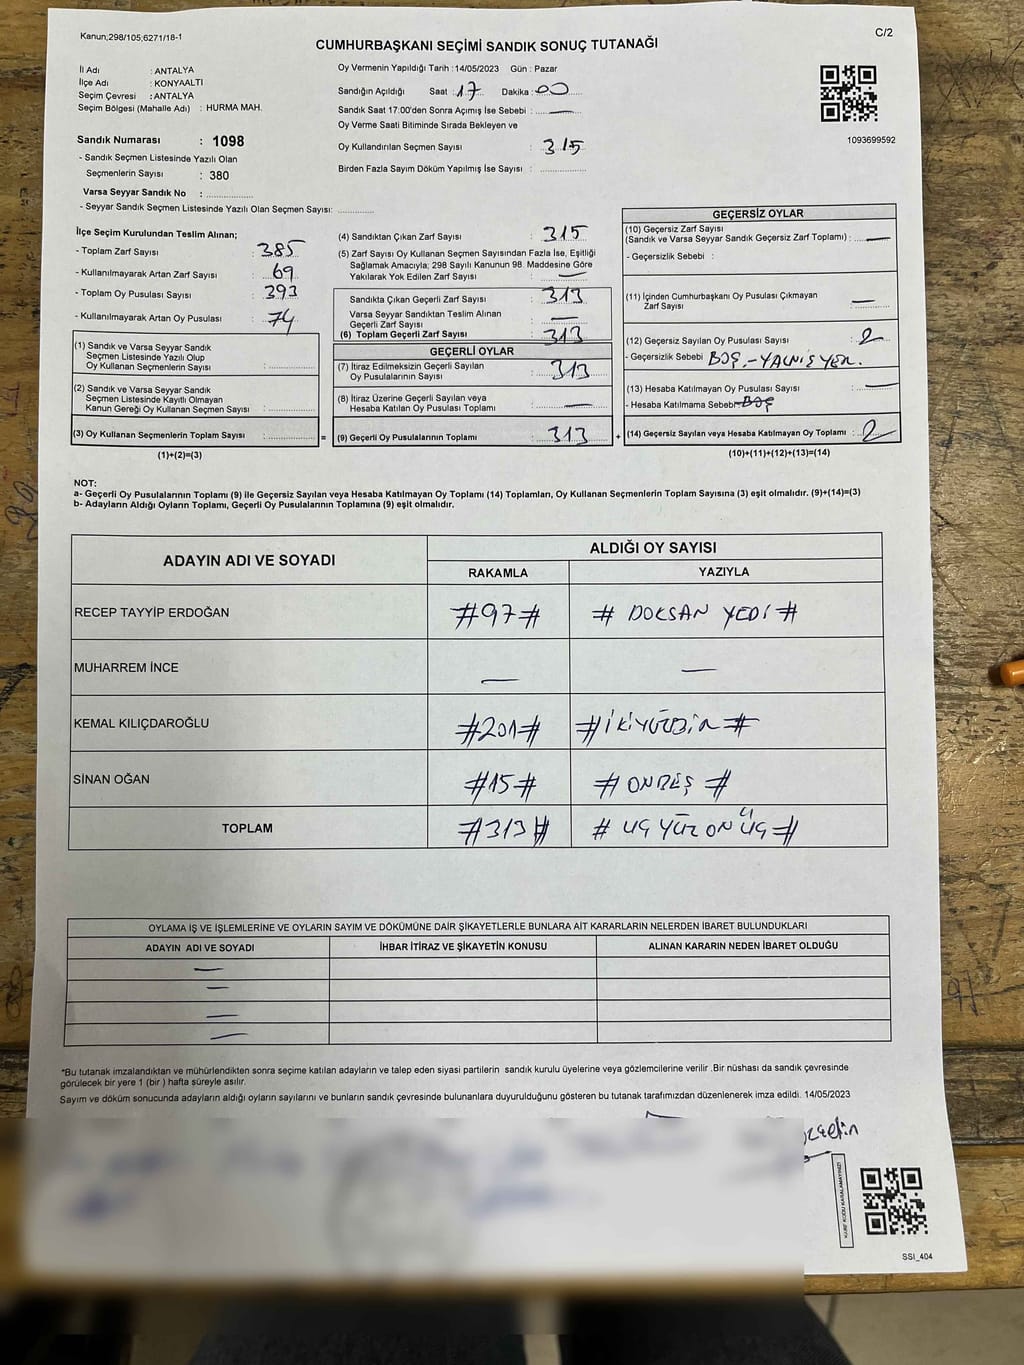 Kanun;298/105;6271/18-1
C/2
CUMHURBAŞKANI SEÇİMİ SANDIK SONUÇ TUTANAĞI
İl Adı : ANTALYA
İlçe Adı : KONYAALTI
Seçim Çevresi : ANTALYA
Seçim Bölgesi (Mahalle Adı) : HURMA MAH.
Oy Vermenin Yapıldığı Tarih : 14/05/2023 Gün : Pazar
Sandığın Açıldığı Saat : 17 Dakika : 00
Sandık Saat 17:00'den Sonra Açımış İse Sebebi : —
Oy Verme Saati Bitiminde Sırada Bekleyen ve
Oy Kullandırılan Seçmen Sayısı : 315
Birden Fazla Sayım Döküm Yapılmış İse Sayısı : ..................
1093699592
Sandık Numarası : 1098
- Sandık Seçmen Listesinde Yazılı Olan
Seçmenlerin Sayısı : 380
Varsa Seyyar Sandık No : ..................
- Seyyar Sandık Seçmen Listesinde Yazılı Olan Seçmen Sayısı: ..............
İlçe Seçim Kurulundan Teslim Alınan;
- Toplam Zarf Sayısı : 385
- Kullanılmayarak Artan Zarf Sayısı : 69
- Toplam Oy Pusulası Sayısı : 393
- Kullanılmayarak Artan Oy Pusulası : 74
(1) Sandık ve Varsa Seyyar Sandık
Seçmen Listesinde Yazılı Olup
Oy Kullanan Seçmenlerin Sayısı : ..................
(2) Sandık ve Varsa Seyyar Sandık
Seçmen Listesinde Kayıtlı Olmayan
Kanun Gereği Oy Kullanan Seçmen Sayısı : ..................
(3) Oy Kullanan Seçmenlerin Toplam Sayısı : .................. =
(1)+(2)=(3)
(4) Sandıktan Çıkan Zarf Sayısı : 315
(5) Zarf Sayısı Oy Kullanan Seçmen Sayısından Fazla İse, Eşitliği
Sağlamak Amacıyla; 298 Sayılı Kanunun 98. Maddesine Göre
Yakılarak Yok Edilen Zarf Sayısı : —
Sandıkta Çıkan Geçerli Zarf Sayısı : 313
Varsa Seyyar Sandıktan Teslim Alınan
Geçerli Zarf Sayısı : —
(6) Toplam Geçerli Zarf Sayısı : 313
GEÇERLİ OYLAR
(7) İtiraz Edilmeksizin Geçerli Sayılan
Oy Pusulalarının Sayısı : 313
(8) İtiraz Üzerine Geçerli Sayılan veya
Hesaba Katılan Oy Pusulası Toplamı : —
(9) Geçerli Oy Pusulalarının Toplamı : 313 +
GEÇERSİZ OYLAR
(10) Geçersiz Zarf Sayısı
(Sandık ve Varsa Seyyar Sandık Geçersiz Zarf Toplamı) : —
- Geçersizlik Sebebi :
(11) İçinden Cumhurbaşkanı Oy Pusulası Çıkmayan
Zarf Sayısı : —
(12) Geçersiz Sayılan Oy Pusulası Sayısı : 2
- Geçersizlik Sebebi : BOŞ - YALNIŞ YER.
(13) Hesaba Katılmayan Oy Pusulası Sayısı : —
- Hesaba Katılmama Sebebi: BOŞ
(14) Geçersiz Sayılan veya Hesaba Katılmayan Oy Toplamı : 2
(10)+(11)+(12)+(13)=(14)
NOT:
a- Geçerli Oy Pusulalarının Toplamı (9) ile Geçersiz Sayılan veya Hesaba Katılmayan Oy Toplamı (14) Toplamları, Oy Kullanan Seçmenlerin Toplam Sayısına (3) eşit olmalıdır. (9)+(14)=(3)
b- Adayların Aldığı Oyların Toplamı, Geçerli Oy Pusulalarının Toplamına (9) eşit olmalıdır.
ADAYIN ADI VE SOYADI
ALDIĞI OY SAYISI
RAKAMLA YAZIYLA
RECEP TAYYİP ERDOĞAN #97# # DOKSAN YEDİ #
MUHARREM İNCE — —
KEMAL KILIÇDAROĞLU #201# #İKİYÜZBİR#
SİNAN OĞAN #15# # ONBEŞ #
TOPLAM #313# # ÜÇ YÜZ ON ÜÇ#
OYLAMA İŞ VE İŞLEMLERİNE VE OYLARIN SAYIM VE DÖKÜMÜNE DAİR ŞİKAYETLERLE BUNLARA AİT KARARLARIN NELERDEN İBARET BULUNDUKLARI
ADAYIN ADI VE SOYADI İHBAR İTİRAZ VE ŞİKAYETİN KONUSU ALINAN KARARIN NEDEN İBARET OLDUĞU
—
—
—
—
*Bu tutanak imzalandıktan ve mühürlendikten sonra seçime katılan adayların ve talep eden siyasi partilerin sandık kurulu üyelerine veya gözlemcilerine verilir .Bir nüshası da sandık çevresinde
görülecek bir yere 1 (bir ) hafta süreyle asılır.
Sayım ve döküm sonucunda adayların aldığı oyların sayılarını ve bunların sandık çevresinde bulunanlara duyurulduğunu gösteren bu tutanak tarafımızdan düzenlenerek imza edildi. 14/05/2023
KARE KODU KARALAMAYINIZ!
SSİ_404